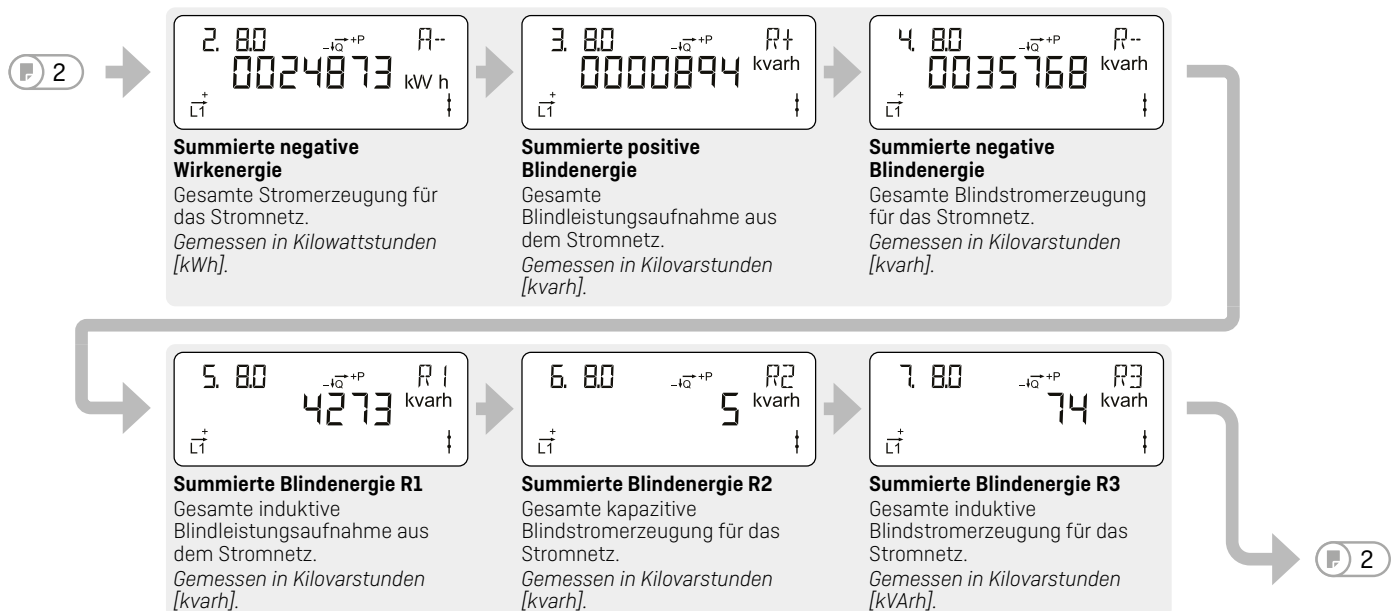 2
2. 8.0 -iQ +P A--
0024873 kW h
+
L1
Summierte negative
Wirkenergie
Gesamte Stromerzeugung für
das Stromnetz.
Gemessen in Kilowattstunden
[kWh].
3. 8.0 -iQ +P R+
0000894 kvarh
+
L1
Summierte positive
Blindenergie
Gesamte
Blindleistungsaufnahme aus
dem Stromnetz.
Gemessen in Kilovarstunden
[kvarh].
4. 8.0 -iQ +P R--
0035768 kvarh
+
L1
Summierte negative
Blindenergie
Gesamte Blindstromerzeugung
für das Stromnetz.
Gemessen in Kilovarstunden
[kvarh].
5. 8.0 -iQ +P R1
4273 kvarh
+
L1
Summierte Blindenergie R1
Gesamte induktive
Blindleistungsaufnahme aus
dem Stromnetz.
Gemessen in Kilovarstunden
[kvarh].
6. 8.0 -iQ +P R2
5 kvarh
+
L1
Summierte Blindenergie R2
Gesamte kapazitive
Blindstromerzeugung für das
Stromnetz.
Gemessen in Kilovarstunden
[kvarh].
7. 8.0 -iQ +P R3
74 kvarh
+
L1
Summierte Blindenergie R3
Gesamte induktive
Blindstromerzeugung für das
Stromnetz.
Gemessen in Kilovarstunden
[kVArh].
2